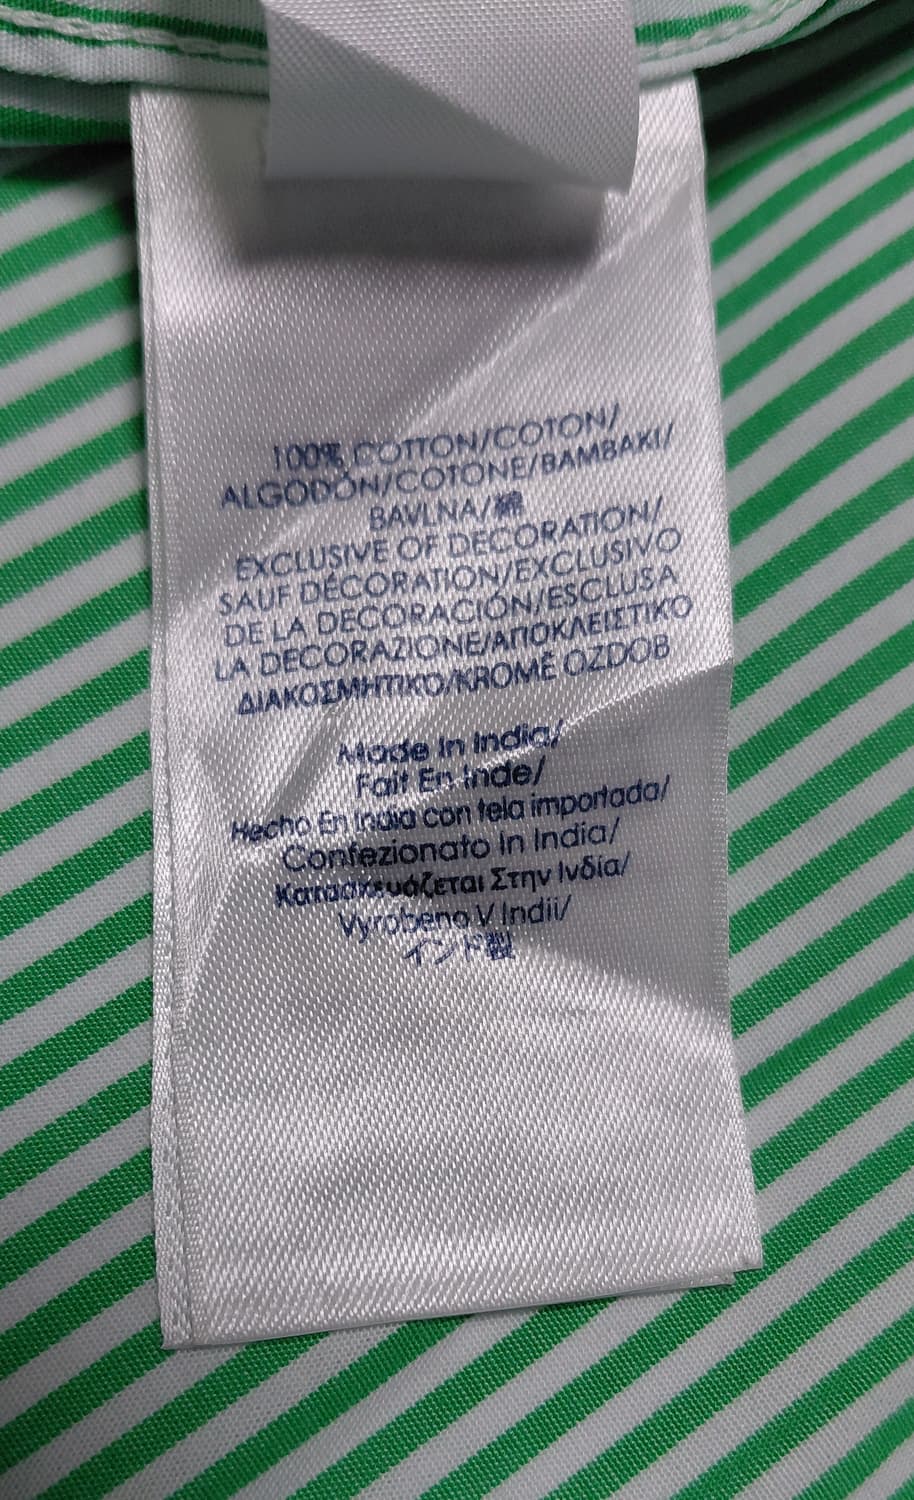 100% COTTON/COTON/
ALGODÓN/COTONE/BAMBAKI/
BAVLNA/綿
EXCLUSIVE OF DECORATION/
SAUF DÉCORATION/EXCLUSIVO
DE LA DECORACIÓN/ESCLUSA
LA DECORAZIONE/ΑΠΟΚΛΕΙΣΤΙΚΟ
ΔΙΑΚΟΣΜΗΤΙΚΟ/KROMĚ OZDOB
Made In India/
Fait En Inde/
Hecho En India con tela importada/
Confezionato In India/
Κατασκευάζεται Στην Ινδία/
Vyrobeno V Indii/
インド製